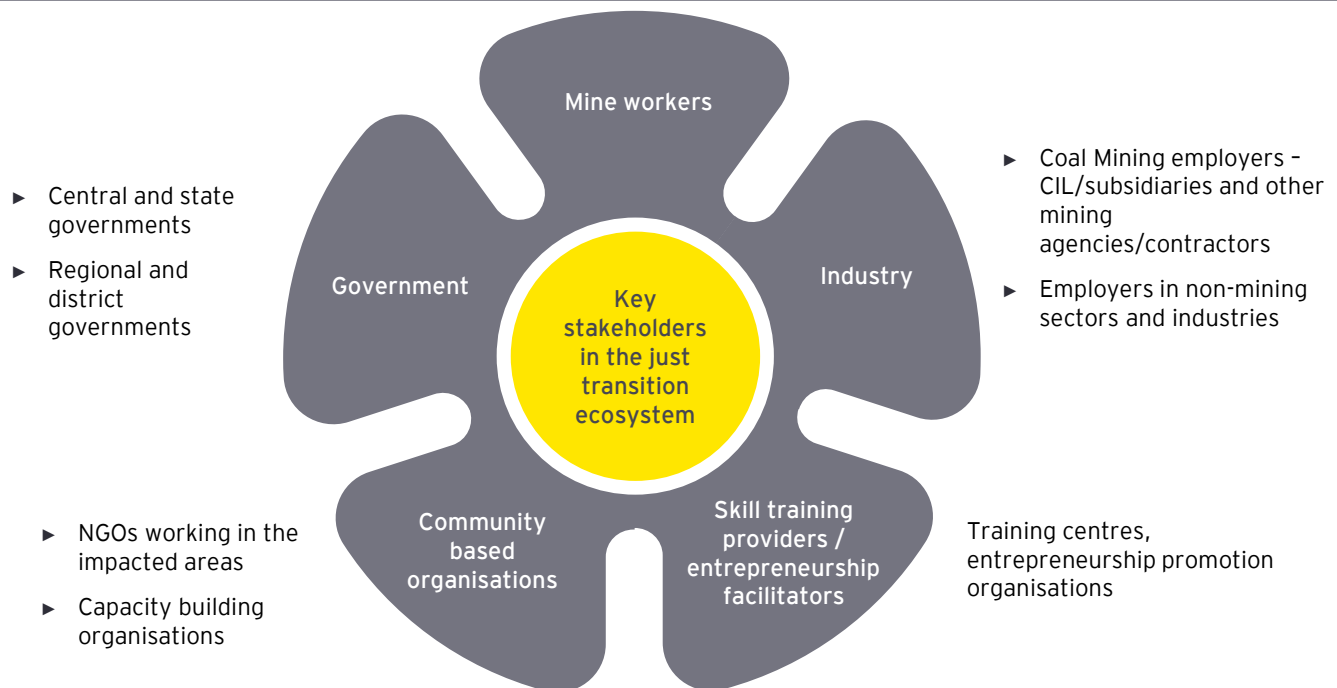 Mine workers
► Central and state
governments
► Regional and
district
governments
Government
Key
stakeholders
in the just
transition
ecosystem
Industry
► Coal Mining employers –
CIL/subsidiaries and other
mining
agencies/contractors
► Employers in non-mining
sectors and industries
► NGOs working in the
impacted areas
► Capacity building
organisations
Community
based
organisations
Skill training
providers /
entrepreneurship
facilitators
Training centres,
entrepreneurship promotion
organisations